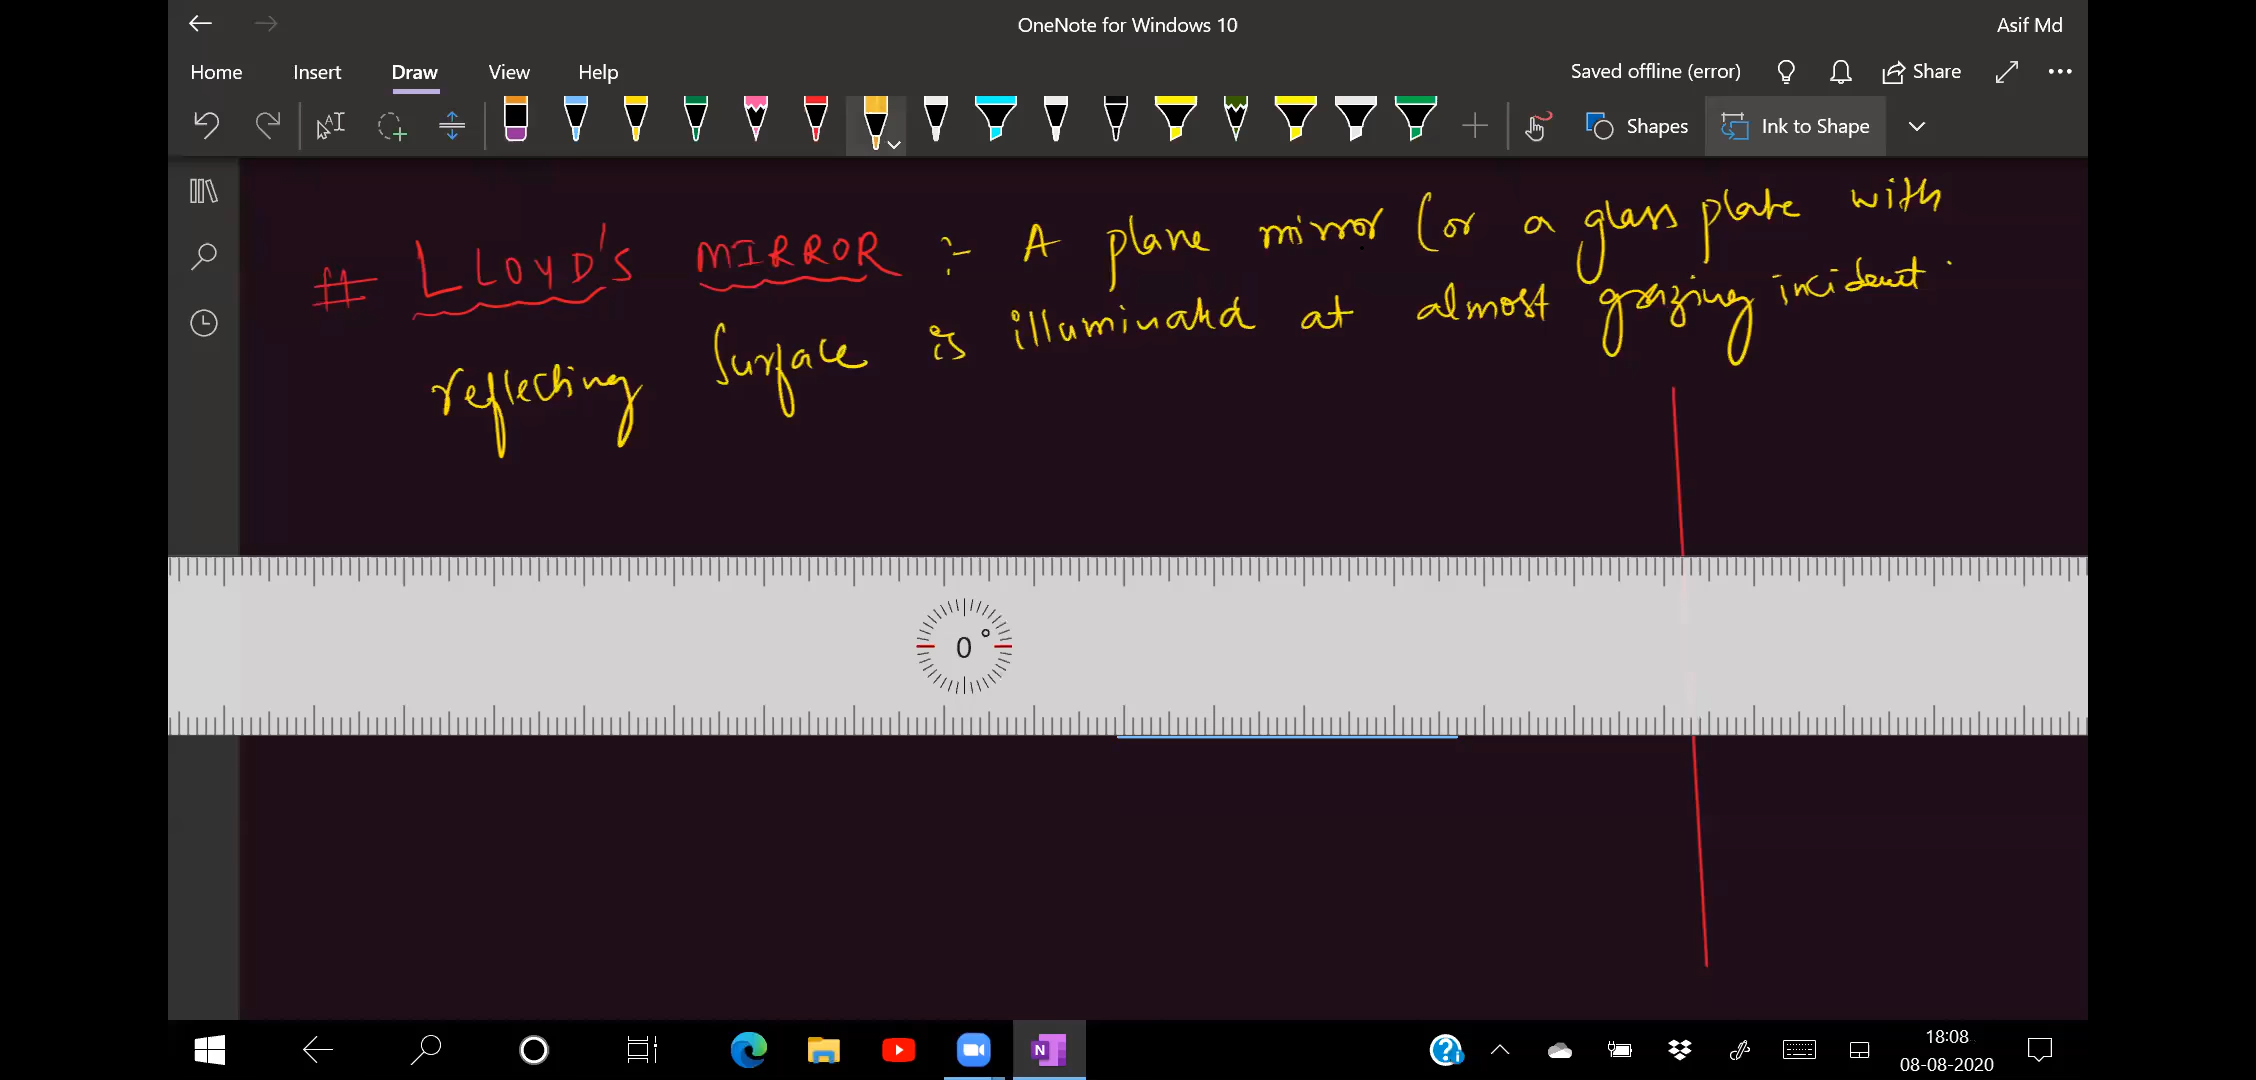 OneNote for Windows 10
Asif Md
Home Insert Draw View Help
Saved offline (error) Share
Shapes Ink to Shape
# LLOYD'S MIRROR :- A plane mirror (or a glass plate with
reflecting surface is illuminated at almost grazing incident.
0°
18:08
08-08-2020